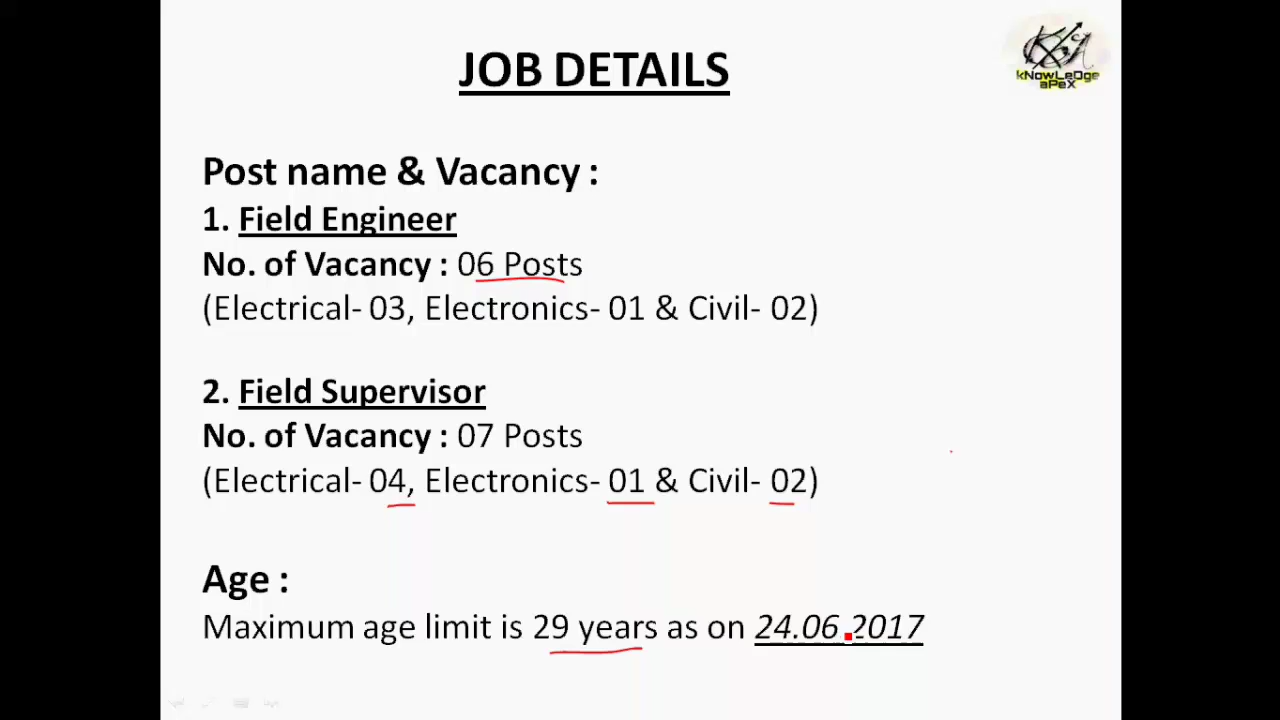 JOB DETAILS
kNowLeDge
aPeX
Post name & Vacancy :
1. Field Engineer
No. of Vacancy : 06 Posts
(Electrical- 03, Electronics- 01 & Civil- 02)
2. Field Supervisor
No. of Vacancy : 07 Posts
(Electrical- 04, Electronics- 01 & Civil- 02)
Age :
Maximum age limit is 29 years as on 24.06.2017